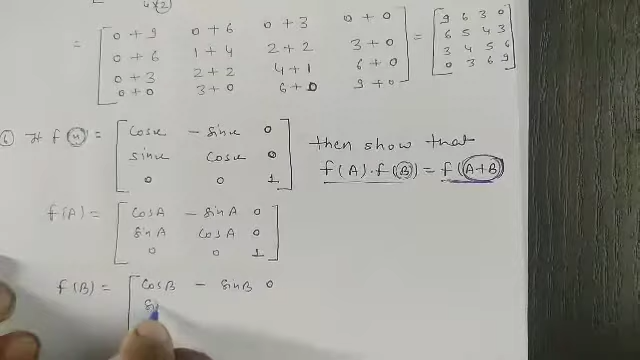 = [ 0 + 9 0 + 6 0 + 3 0 + 0 ] = [ 9 6 3 0 ]
0 + 6 1 + 4 2 + 2 3 + 0 6 5 4 3
0 + 3 2 + 2 4 + 1 6 + 0 3 4 5 6
0 + 0 3 + 0 6 + 0 9 + 0 0 3 6 9
6 If f(x) = [ cosx - sinx 0 ] then show that
sinx cosx 0 f(A).f(B) = f(A+B)
0 0 1
f(A) = [ cosA - sinA 0 ]
sinA cosA 0
0 0 1
f(B) = [ cosB - sinB 0